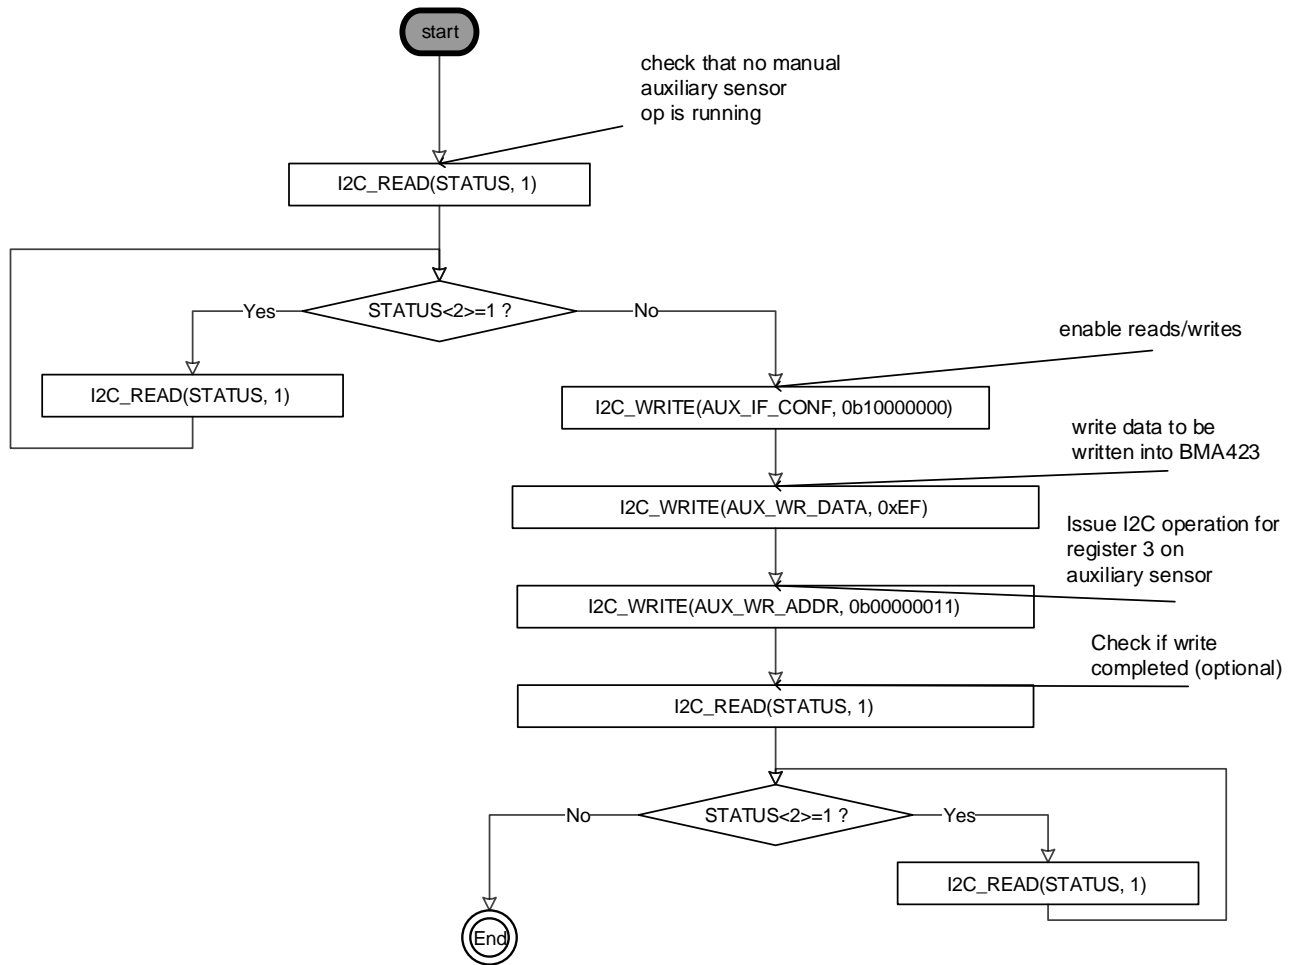 start
check that no manual
auxiliary sensor
op is running
I2C_READ(STATUS, 1)
STATUS<2>=1 ?
Yes
No
I2C_READ(STATUS, 1)
enable reads/writes
I2C_WRITE(AUX_IF_CONF, 0b10000000)
write data to be
written into BMA423
I2C_WRITE(AUX_WR_DATA, 0xEF)
Issue I2C operation for
register 3 on
auxiliary sensor
I2C_WRITE(AUX_WR_ADDR, 0b00000011)
Check if write
completed (optional)
I2C_READ(STATUS, 1)
STATUS<2>=1 ?
No
Yes
I2C_READ(STATUS, 1)
End